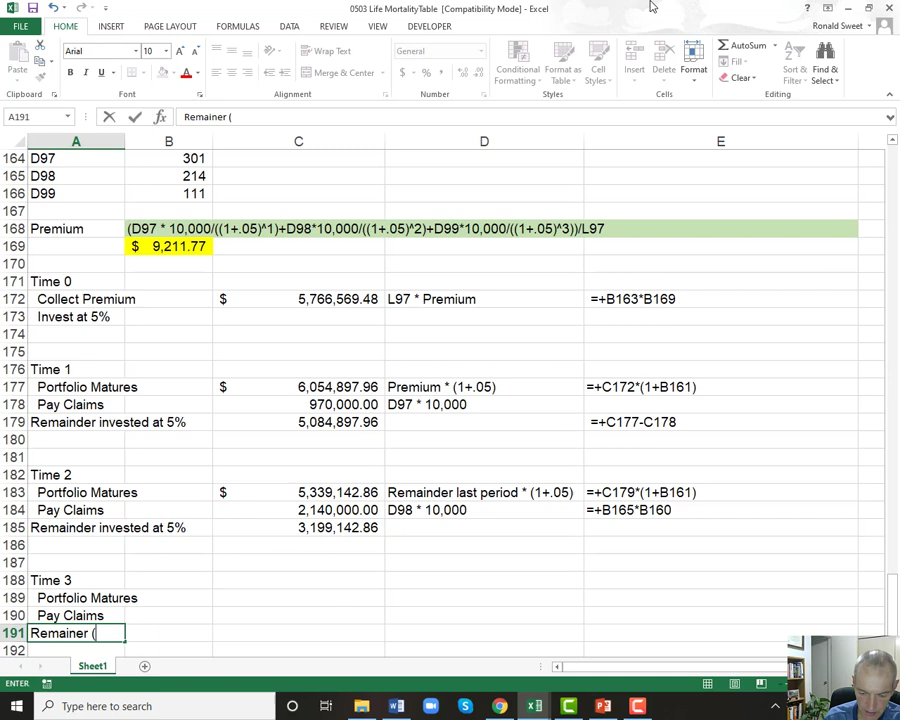 0503 Life MortalityTable [Compatibility Mode] - Excel
FILE HOME INSERT PAGE LAYOUT FORMULAS DATA REVIEW VIEW DEVELOPER Ronald Sweet
Paste
Arial 10 Wrap Text General
Merge & Center
Conditional Formatting
Format as Table
Cell Styles
Insert Delete Format
AutoSum
Fill
Clear
Sort & Filter
Find & Select
Clipboard Font Alignment Number Styles Cells Editing
A191 Remainer (
A B C D E
164 D97 301
165 D98 214
166 D99 111
167
168 Premium (D97 * 10,000/((1+.05)^1)+D98*10,000/((1+.05)^2)+D99*10,000/((1+.05)^3))/L97
169 $ 9,211.77
170
171 Time 0
172 Collect Premium $ 5,766,569.48 L97 * Premium =+B163*B169
173 Invest at 5%
174
175
176 Time 1
177 Portfolio Matures $ 6,054,897.96 Premium * (1+.05) =+C172*(1+B161)
178 Pay Claims 970,000.00 D97 * 10,000
179 Remainder invested at 5% 5,084,897.96 =+C177-C178
180
181
182 Time 2
183 Portfolio Matures $ 5,339,142.86 Remainder last period * (1+.05) =+C179*(1+B161)
184 Pay Claims 2,140,000.00 D98 * 10,000 =+B165*B160
185 Remainder invested at 5% 3,199,142.86
186
187
188 Time 3
189 Portfolio Matures
190 Pay Claims
191 Remainer (
192
Sheet1
ENTER
Type here to search